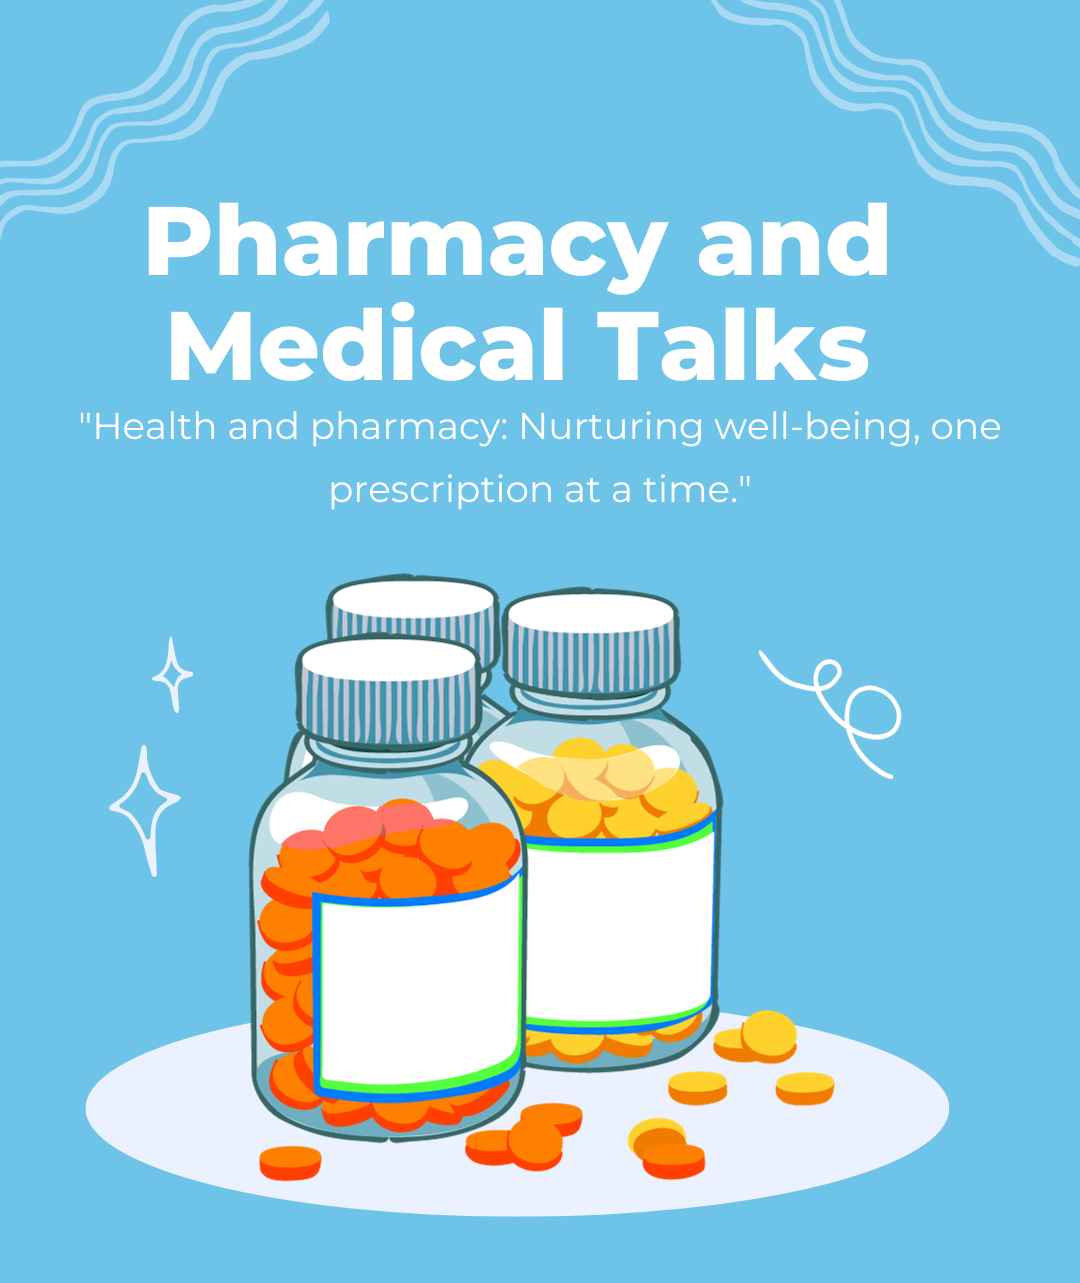 Pharmacy and
Medical Talks
"Health and pharmacy: Nurturing well-being, one
prescription at a time."